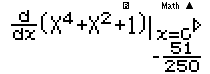 R Math ▲
d/dx(X⁴+X²+1)|x=C▷
-51/250